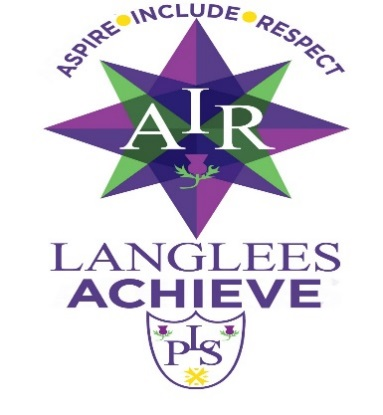 ASPIRE•INCLUDE•RESPECT
AIR
LANGLEES
ACHIEVE
PLS